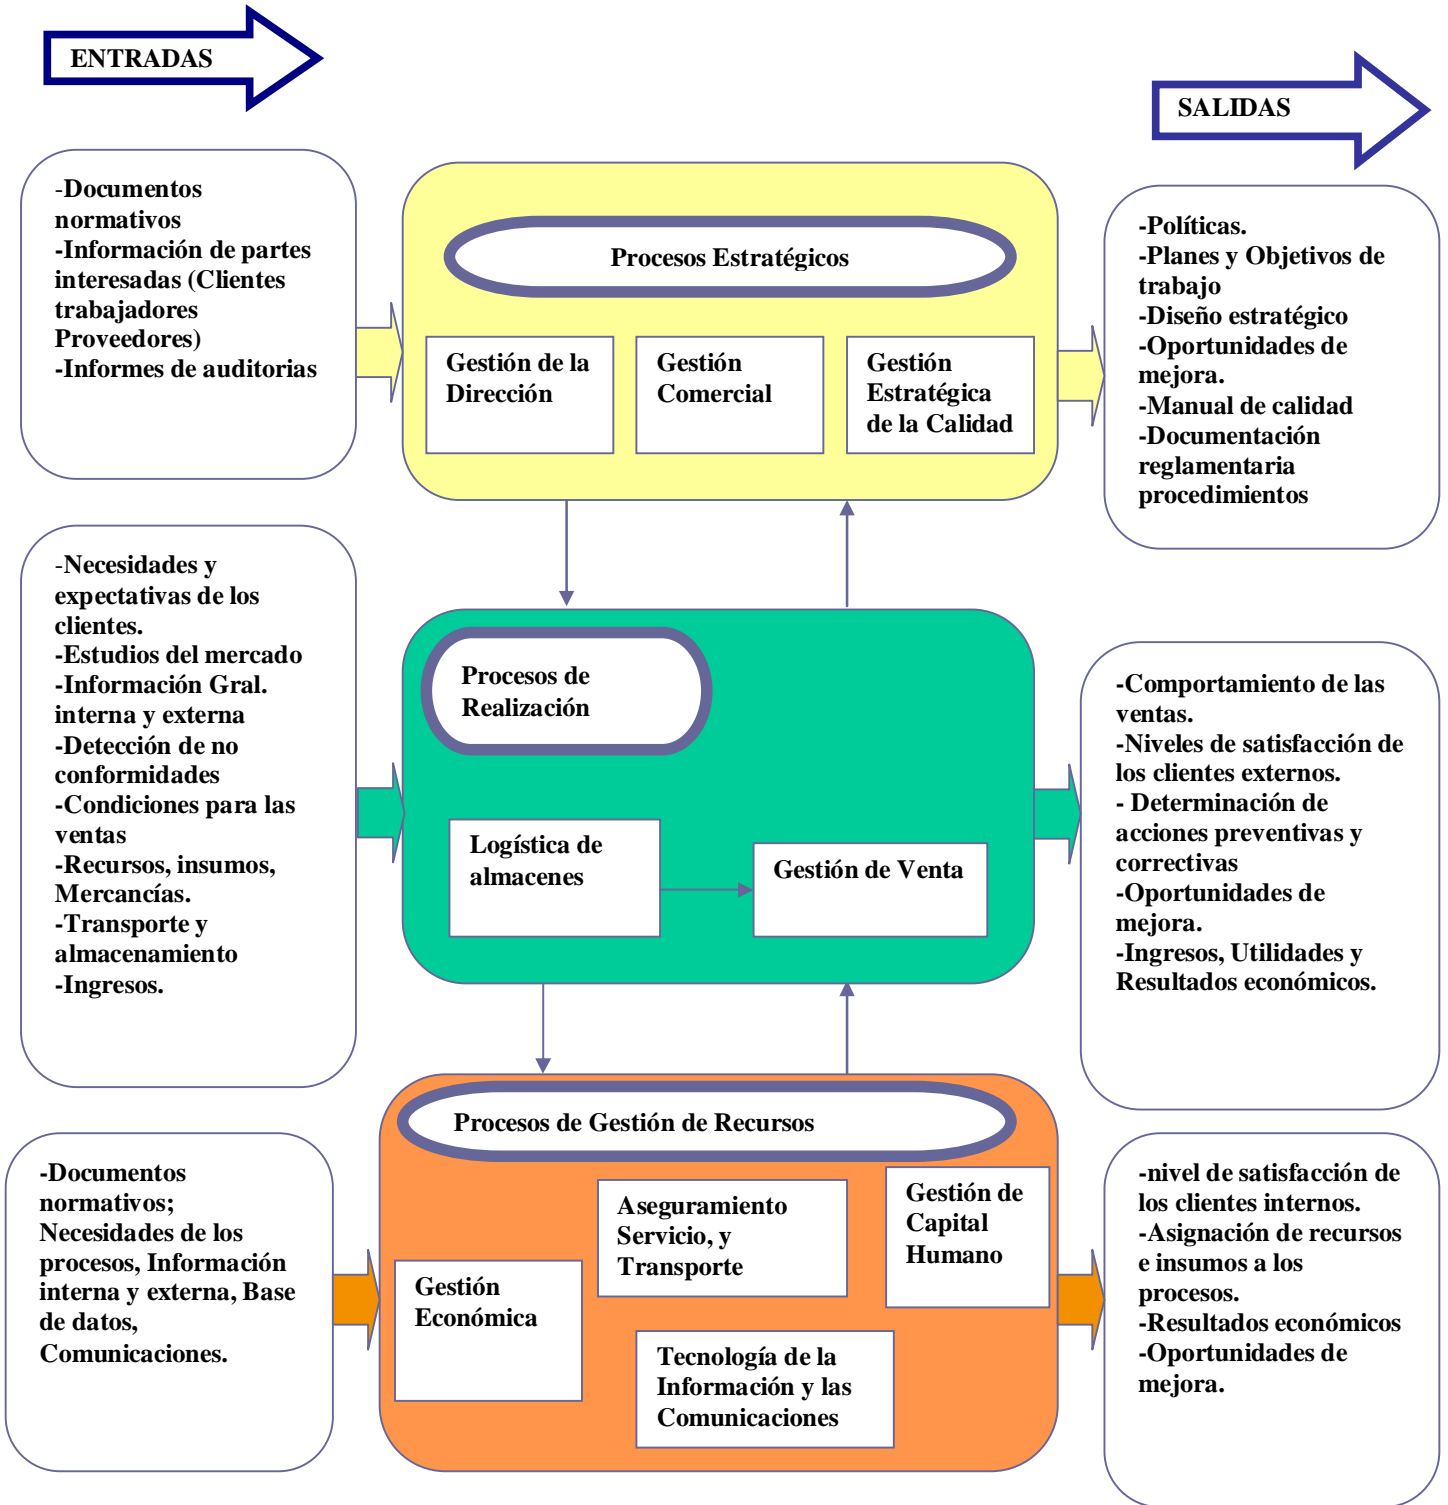 ENTRADAS
SALIDAS
-Documentos
normativos
-Información de partes
interesadas (Clientes
trabajadores
Proveedores)
-Informes de auditorias
Procesos Estratégicos
Gestión de la
Dirección
Gestión
Comercial
Gestión
Estratégica
de la Calidad
-Políticas.
-Planes y Objetivos de
trabajo
-Diseño estratégico
-Oportunidades de
mejora.
-Manual de calidad
-Documentación
reglamentaria
procedimientos
-Necesidades y
expectativas de los
clientes.
-Estudios del mercado
-Información Gral.
interna y externa
-Detección de no
conformidades
-Condiciones para las
ventas
-Recursos, insumos,
Mercancías.
-Transporte y
almacenamiento
-Ingresos.
Procesos de
Realización
Logística de
almacenes
Gestión de Venta
-Comportamiento de las
ventas.
-Niveles de satisfacción de
los clientes externos.
- Determinación de
acciones preventivas y
correctivas
-Oportunidades de
mejora.
-Ingresos, Utilidades y
Resultados económicos.
-Documentos
normativos;
Necesidades de los
procesos, Información
interna y externa, Base
de datos,
Comunicaciones.
Procesos de Gestión de Recursos
Gestión
Económica
Aseguramiento
Servicio, y
Transporte
Gestión de
Capital
Humano
Tecnología de la
Información y las
Comunicaciones
-nivel de satisfacción de
los clientes internos.
-Asignación de recursos
e insumos a los
procesos.
-Resultados económicos
-Oportunidades de
mejora.